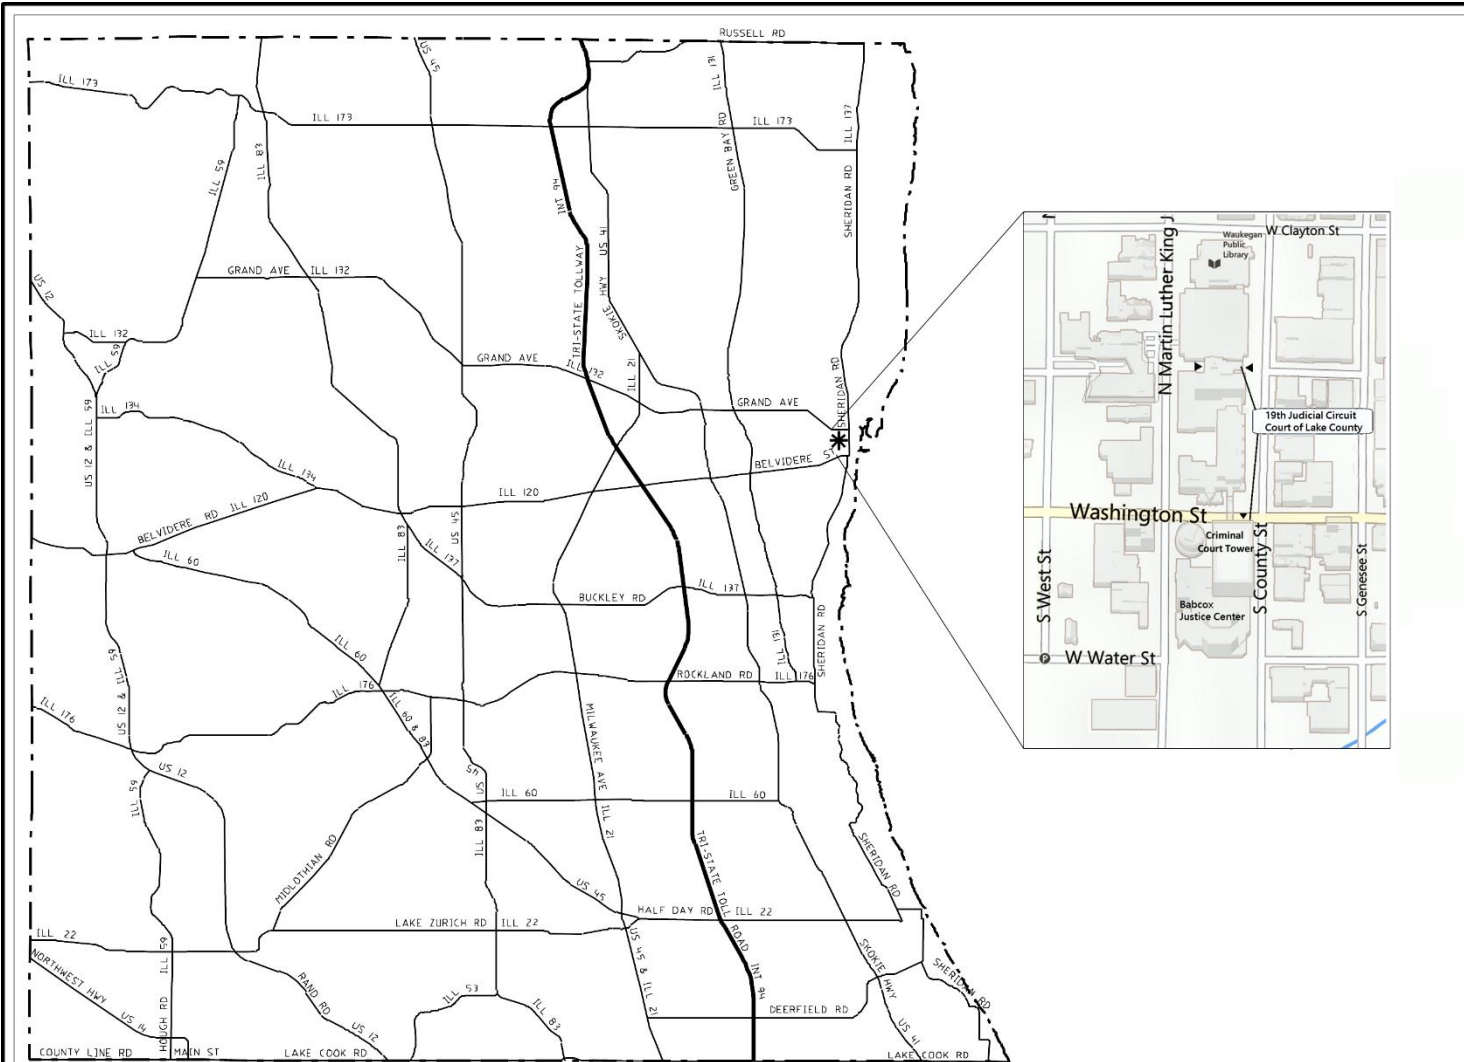 RUSSELL RD
US 45
ILL 131
ILL 173
ILL 173
ILL 173
ILL 137
ILL 83
ILL 59
GREEN BAY RD
SHERIDAN RD
INT 94
US 41
SKOKIE HWY
TRI-STATE TOLLWAY
GRAND AVE ILL 132
US 12
ILL 132
ILL 59
GRAND AVE
ILL 132
ILL 21
SHERIDAN RD
GRAND AVE
ILL 134
US 12 & ILL 59
ILL 134
BELVIDERE ST
ILL 120
BELVIDERE RD ILL 120
US 45
ILL 83
ILL 137
ILL 60
ILL 137
BUCKLEY RD
SHERIDAN RD
ILL 131
ILL 60
ROCKLAND RD
ILL 176
ILL 176
US 12 & ILL 59
ILL 176
ILL 60 & 83
MILWAUKEE AVE ILL 21
US 12
US 45
ILL 59
ILL 60
ILL 60
ILL 83
MIDLOTHIAN RD
TRI-STATE TOLL ROAD INT 94
SHERIDAN RD
US 45
HALF DAY RD ILL 22
LAKE ZURICH RD ILL 22
ILL 22
NORTHWEST HWY
US 14
ILL 59
HOUGH RD
RAND RD
US 12
ILL 53
ILL 83
US 45 & ILL 21
SKOKIE HWY
US 41
SHERIDAN RD
DEERFIELD RD
COUNTY LINE RD
MAIN ST
LAKE COOK RD
LAKE COOK RD
W Clayton St
Waukegan
Public
Library
N Martin Luther King J
19th Judicial Circuit
Court of Lake County
Washington St
Criminal
Court Tower
S West St
S County St
S Genesee St
Babcox
Justice Center
P
W Water St